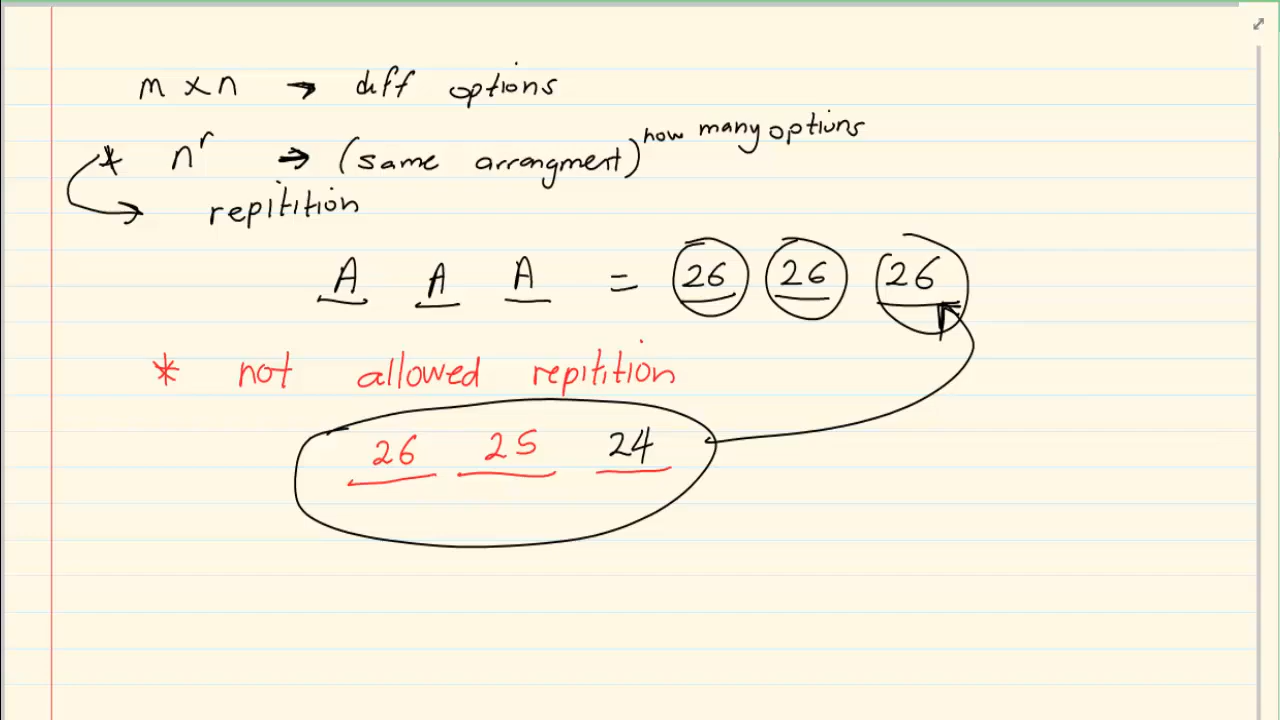 m x n → diff options
* n^r → (same arrangment)^how many options
→ repitition
A A A = 26 26 26
* not allowed repitition
26 25 24